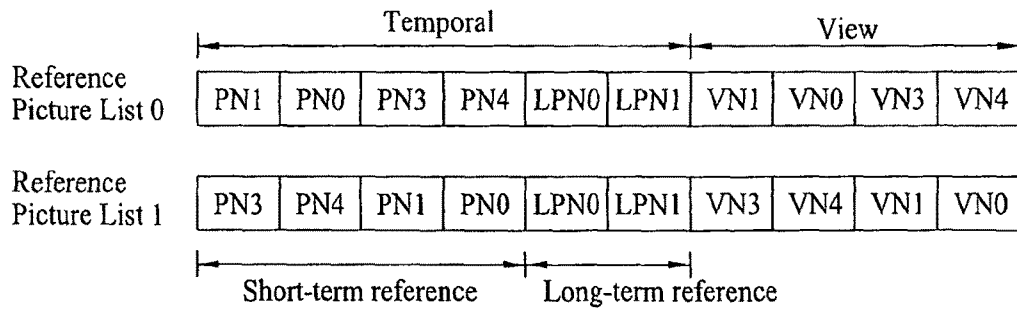 Temporal View
Reference
Picture List 0
PN1 PN0 PN3 PN4 LPN0 LPN1 VN1 VN0 VN3 VN4
Reference
Picture List 1
PN3 PN4 PN1 PN0 LPN0 LPN1 VN3 VN4 VN1 VN0
Short-term reference Long-term reference